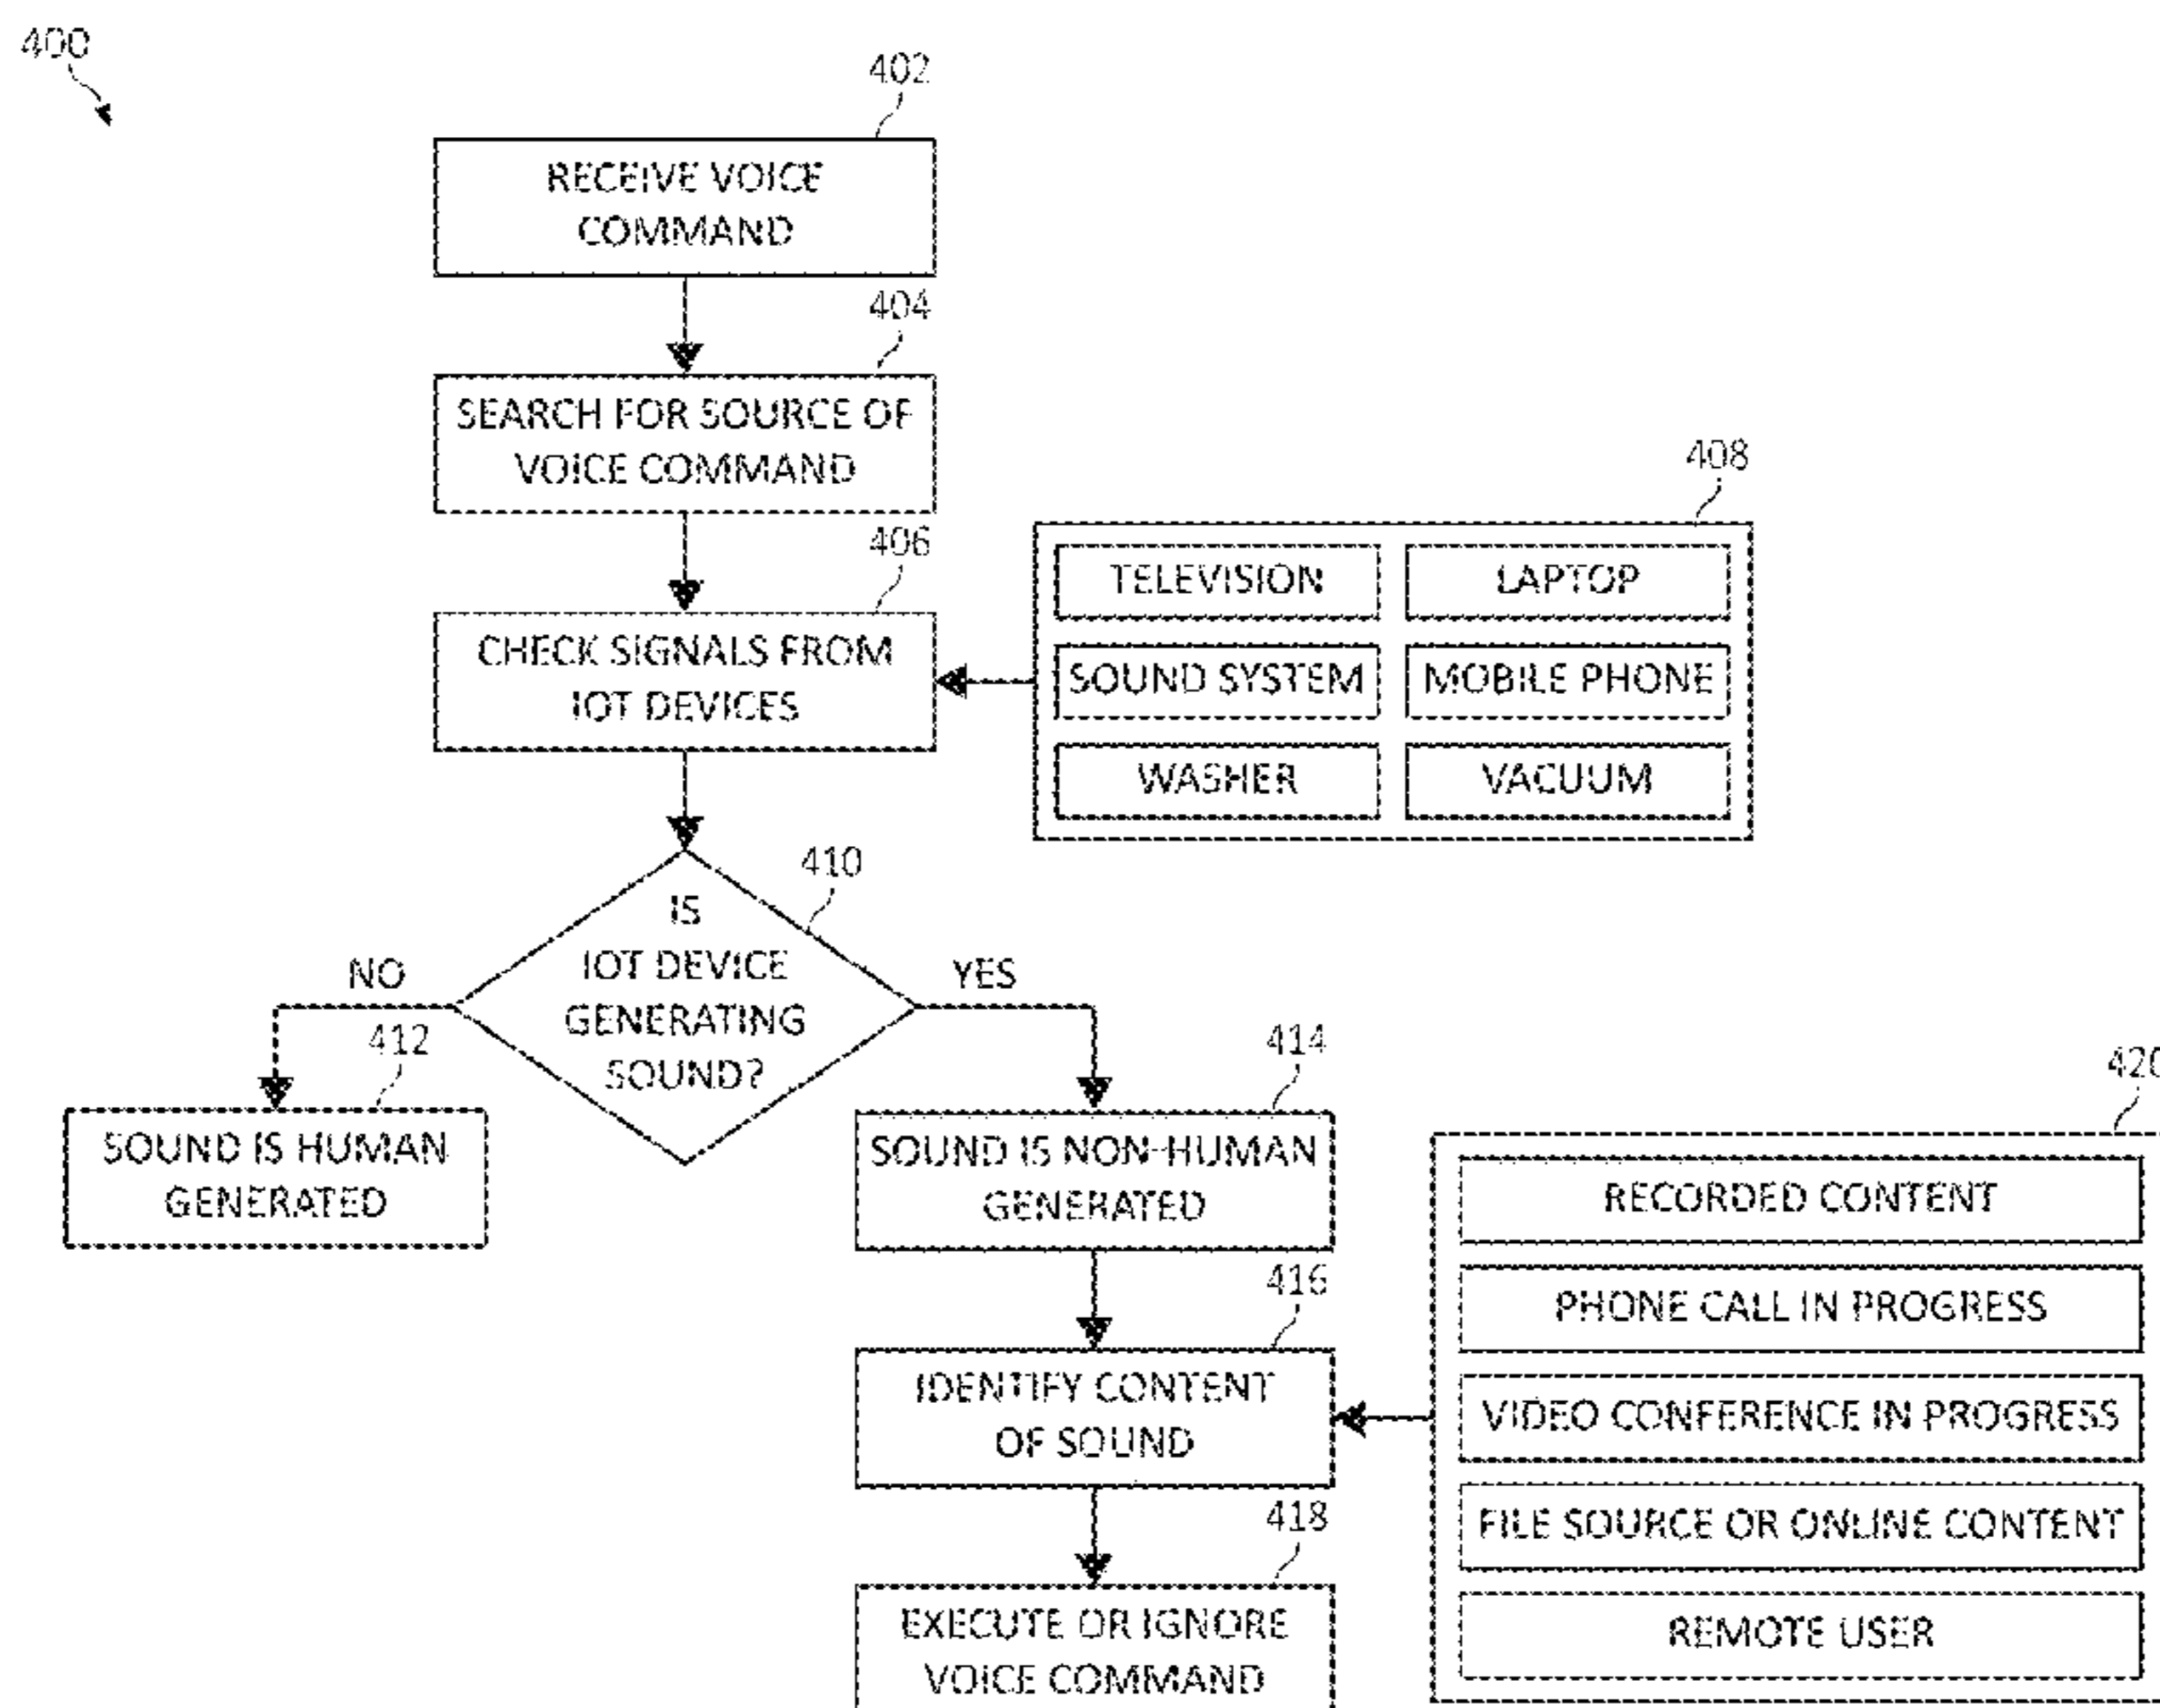 400
402
RECEIVE VOICE
COMMAND
404
SEARCH FOR SOURCE OF
VOICE COMMAND
406
CHECK SIGNALS FROM
IOT DEVICES
408
TELEVISION
LAPTOP
SOUND SYSTEM
MOBILE PHONE
WASHER
VACUUM
410
IS
IOT DEVICE
GENERATING
SOUND?
NO
YES
412
SOUND IS HUMAN
GENERATED
414
SOUND IS NON-HUMAN
GENERATED
416
IDENTIFY CONTENT
OF SOUND
418
EXECUTE OR IGNORE
VOICE COMMAND
420
RECORDED CONTENT
PHONE CALL IN PROGRESS
VIDEO CONFERENCE IN PROGRESS
FILE SOURCE OR ONLINE CONTENT
REMOTE USER